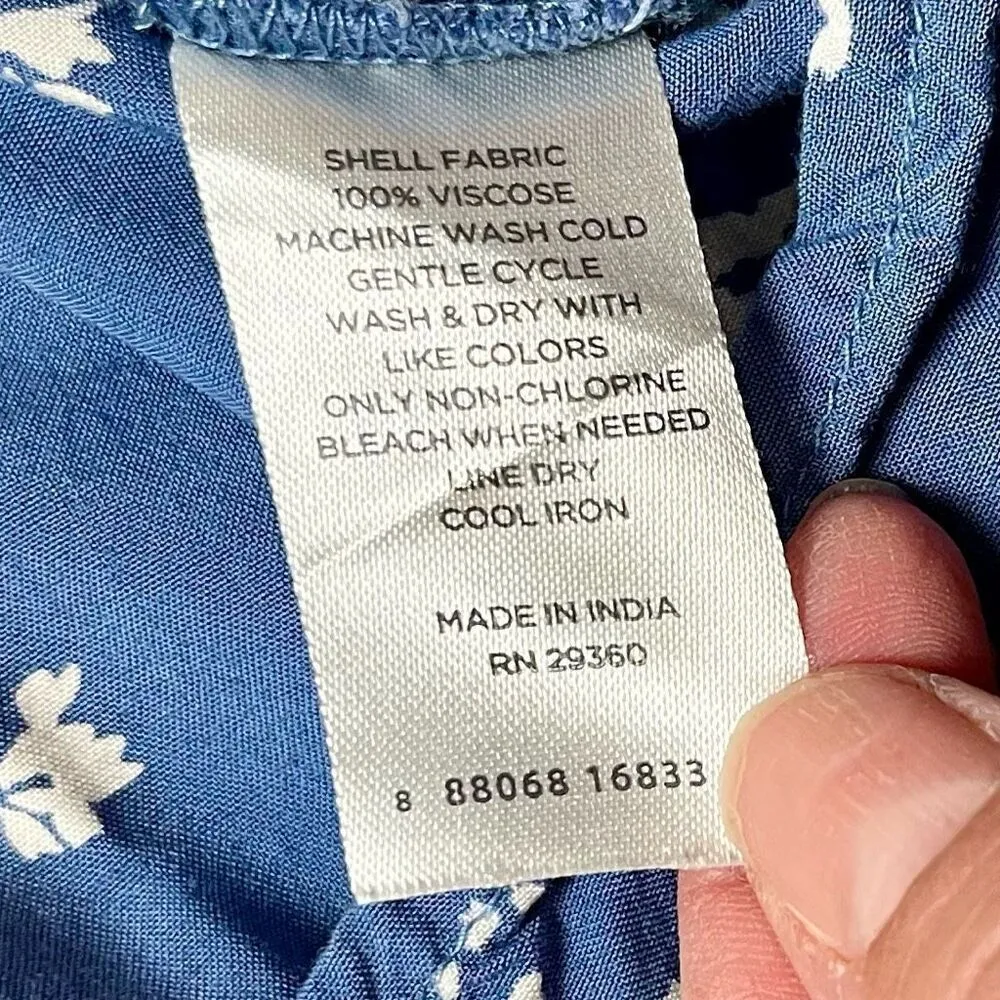 SHELL FABRIC
100% VISCOSE
MACHINE WASH COLD
GENTLE CYCLE
WASH & DRY WITH
LIKE COLORS
ONLY NON-CHLORINE
BLEACH WHEN NEEDED
LINE DRY
COOL IRON
MADE IN INDIA
RN 29360
8 88068 16833